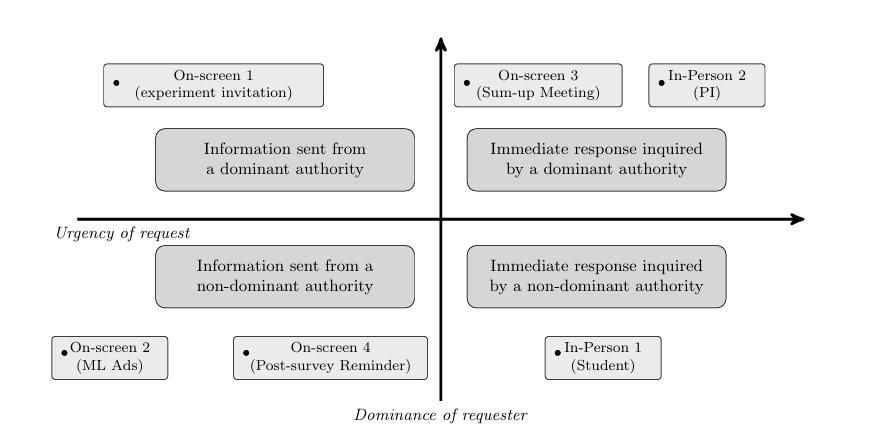 On-screen 1
(experiment invitation)
On-screen 3
(Sum-up Meeting)
In-Person 2
(PI)
Information sent from
a dominant authority
Immediate response inquired
by a dominant authority
Urgency of request
Information sent from a
non-dominant authority
Immediate response inquired
by a non-dominant authority
On-screen 2
(ML Ads)
On-screen 4
(Post-survey Reminder)
In-Person 1
(Student)
Dominance of requester